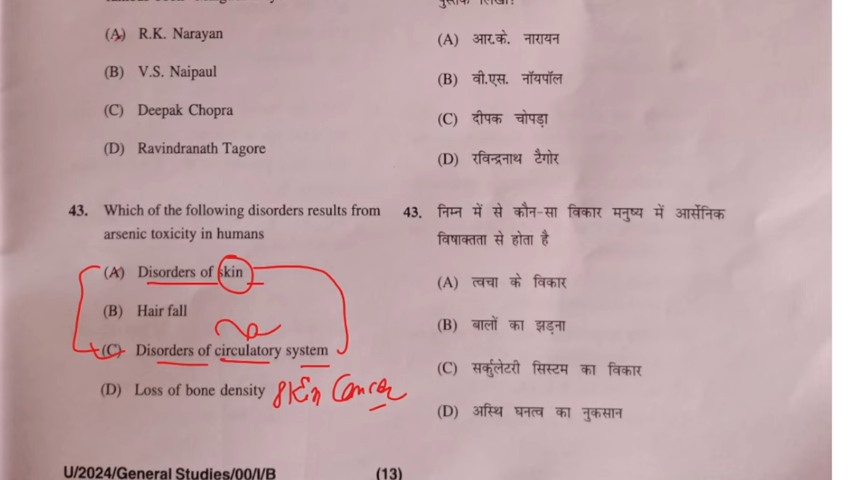 (A) R.K. Narayan
(B) V.S. Naipaul
(C) Deepak Chopra
(D) Ravindranath Tagore
43. Which of the following disorders results from
arsenic toxicity in humans
(A) Disorders of skin
(B) Hair fall
(C) Disorders of circulatory system
(D) Loss of bone density
skin Cancer
U/2024/General Studies/00/I/B
(13)
पुस्तक लिखी?
(A) आर.के. नारायन
(B) वी.एस. नॉयपॉल
(C) दीपक चोपड़ा
(D) रविन्द्रनाथ टैगोर
43. निम्न में से कौन-सा विकार मनुष्य में आर्सेनिक
विषाक्तता से होता है
(A) त्वचा के विकार
(B) बालों का झड़ना
(C) सर्कुलेटरी सिस्टम का विकार
(D) अस्थि घनत्व का नुकसान